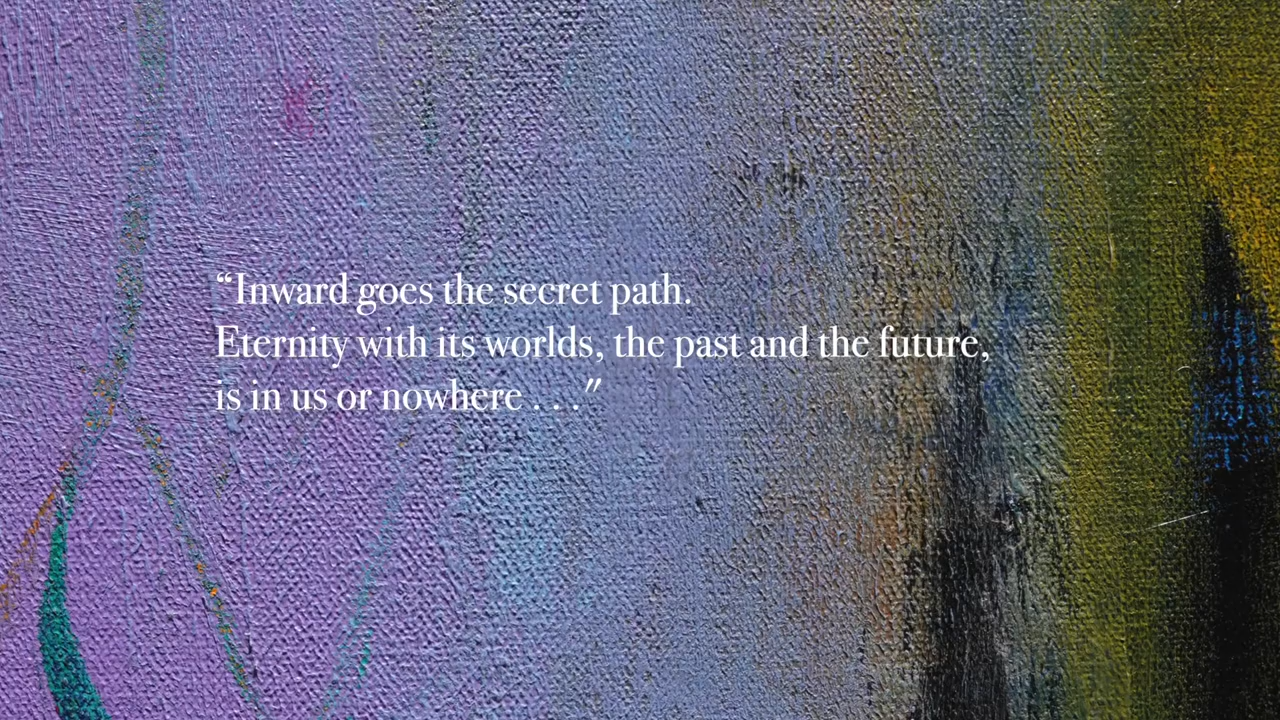 “Inward goes the secret path.
Eternity with its worlds, the past and the future,
is in us or nowhere . . .”